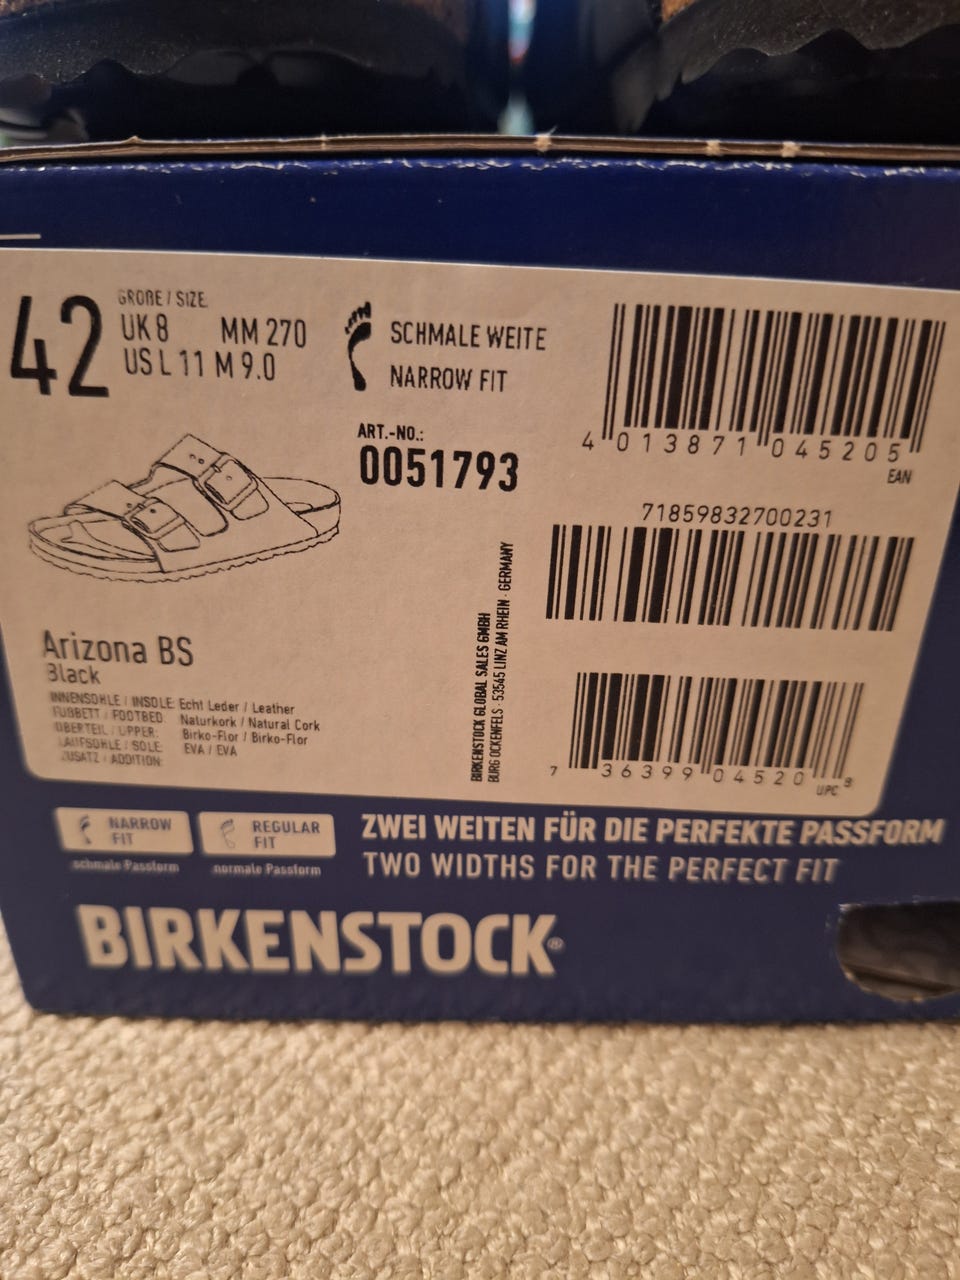 42
GRÖßE / SIZE
UK 8 MM 270
US L 11 M 9.0
SCHMALE WEITE
NARROW FIT
ART.-NO.:
0051793
4 013871 045205
EAN
71859832700231
7 36399 04520 8
UPC
BIRKENSTOCK GLOBAL SALES GMBH
BURG OCKENFELS · 53545 LINZ AM RHEIN · GERMANY
Arizona BS
Black
INNENSOHLE / INSOLE: Echt Leder / Leather
FUßBETT / FOOTBED: Naturkork / Natural Cork
OBERTEIL / UPPER: Birko-Flor / Birko-Flor
LAUFSOHLE / SOLE: EVA / EVA
ZUSATZ / ADDITION:
NARROW
FIT
schmale Passform
REGULAR
FIT
normale Passform
ZWEI WEITEN FÜR DIE PERFEKTE PASSFORM
TWO WIDTHS FOR THE PERFECT FIT
BIRKENSTOCK®